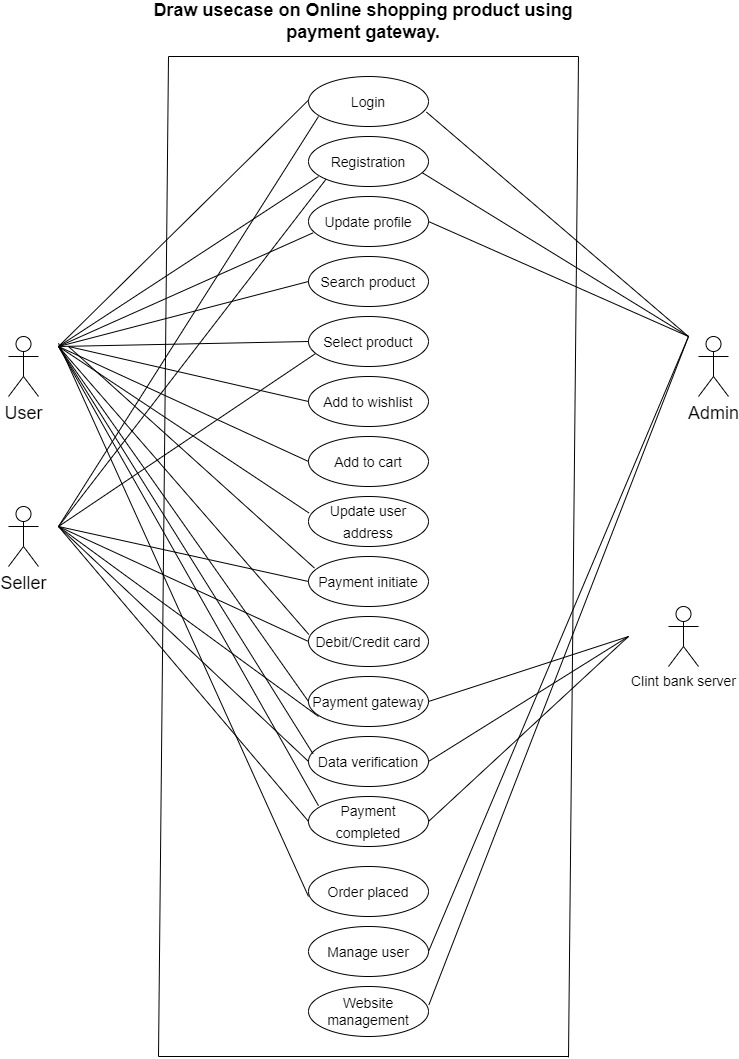 Draw usecase on Online shopping product using
payment gateway.
Login
Registration
Update profile
Search product
Select product
User
Admin
Add to wishlist
Add to cart
Update user
address
Seller
Payment initiate
Debit/Credit card
Clint bank server
Payment gateway
Data verification
Payment
completed
Order placed
Manage user
Website
management